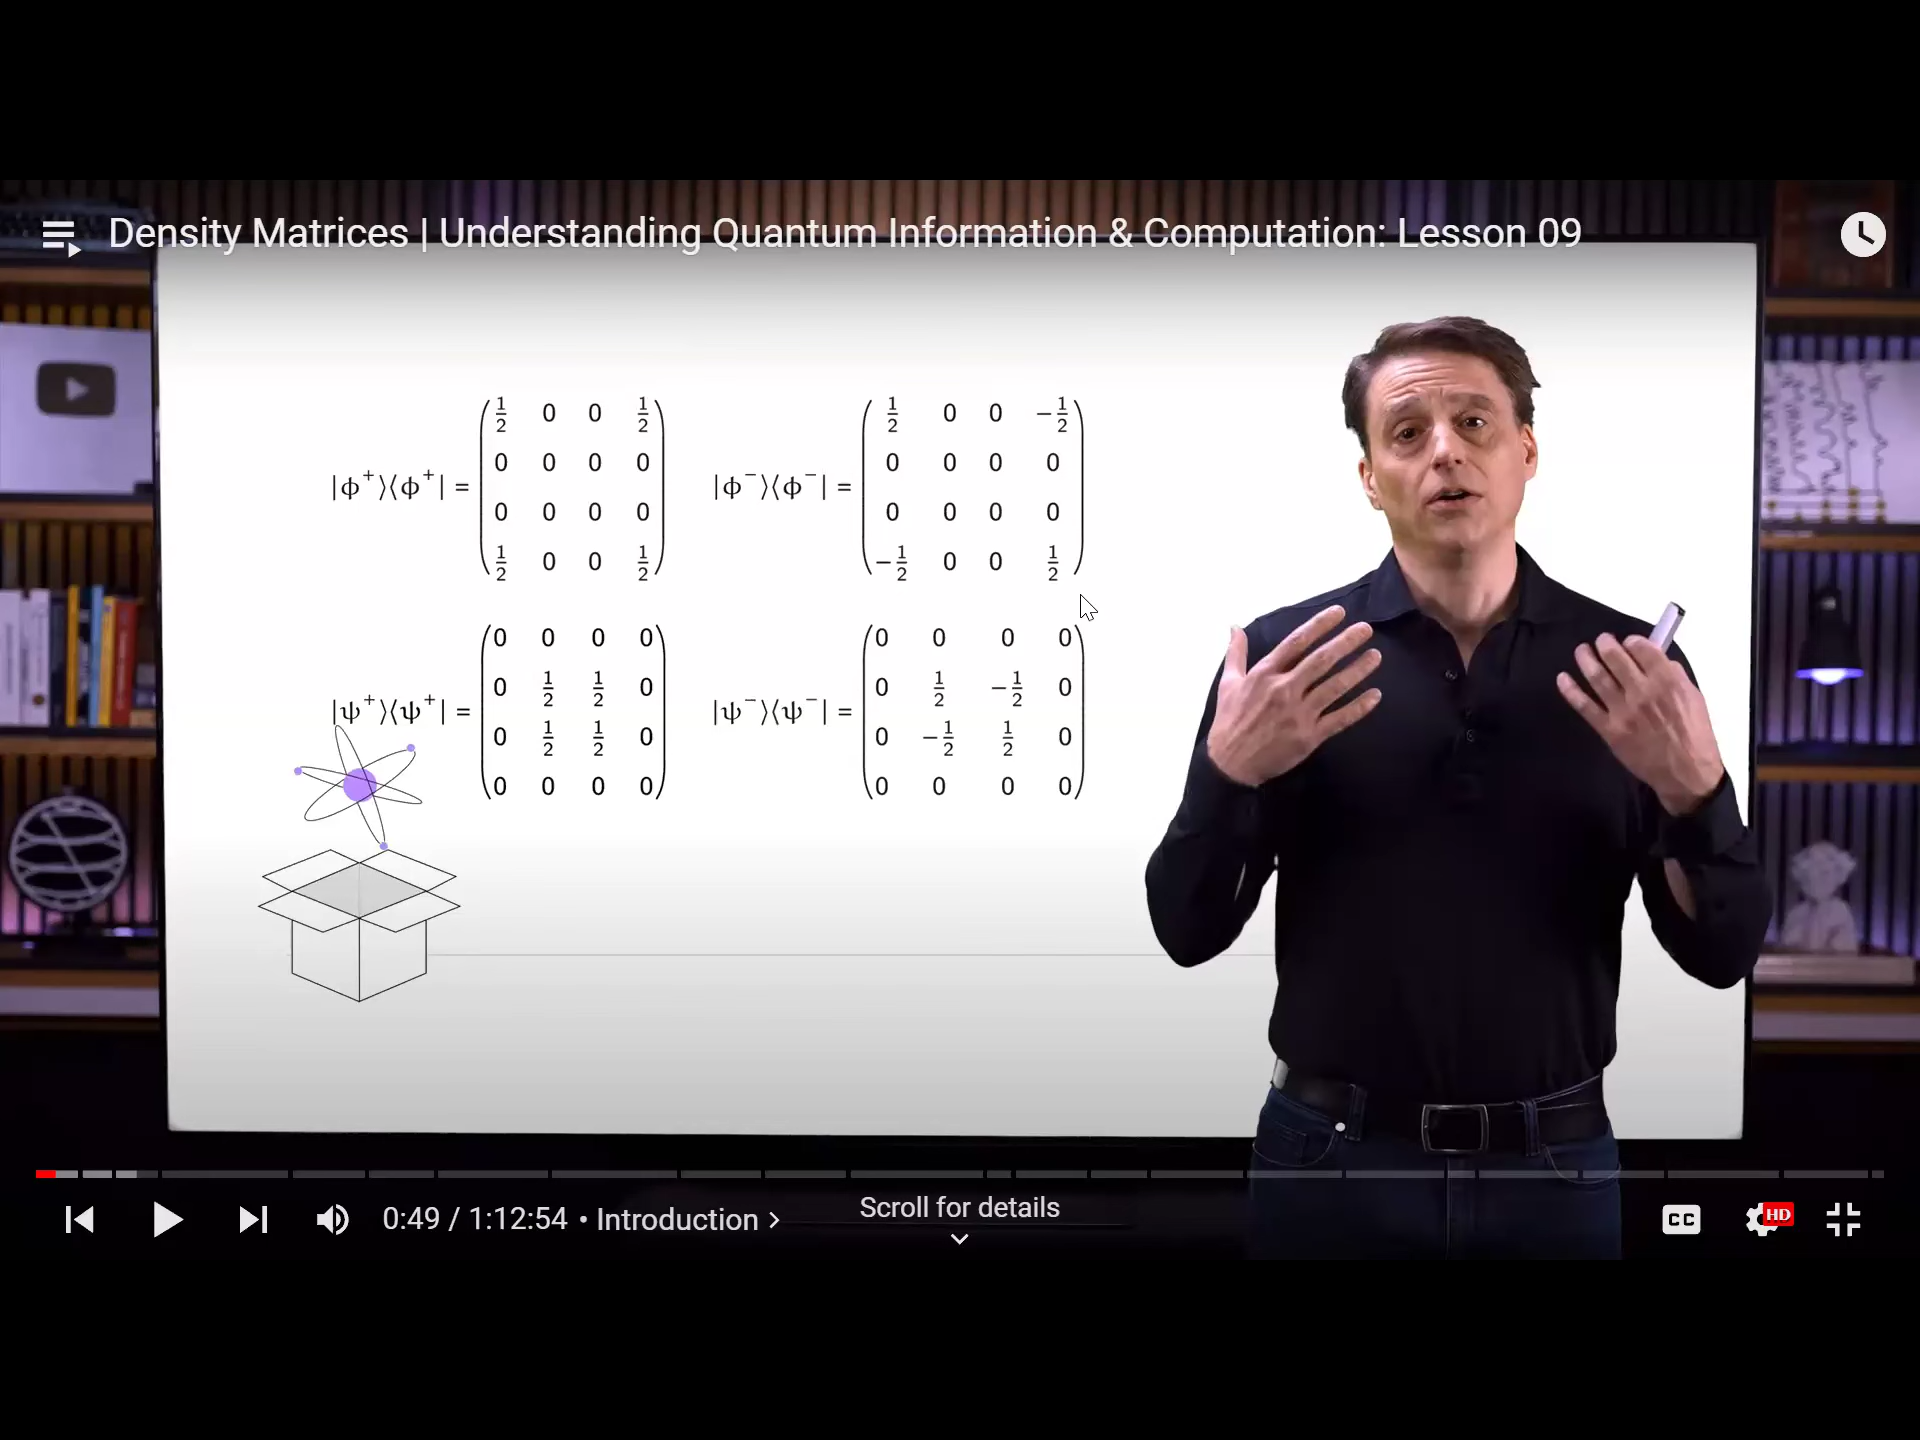 Density Matrices | Understanding Quantum Information & Computation: Lesson 09
|ϕ⁺⟩⟨ϕ⁺| =
1/2 0 0 1/2
0 0 0 0
0 0 0 0
1/2 0 0 1/2
|ϕ⁻⟩⟨ϕ⁻| =
1/2 0 0 −1/2
0 0 0 0
0 0 0 0
−1/2 0 0 1/2
|ψ⁺⟩⟨ψ⁺| =
0 0 0 0
0 1/2 1/2 0
0 1/2 1/2 0
0 0 0 0
|ψ⁻⟩⟨ψ⁻| =
0 0 0 0
0 1/2 −1/2 0
0 −1/2 1/2 0
0 0 0 0
0:49 / 1:12:54 • Introduction >
Scroll for details
CC
HD